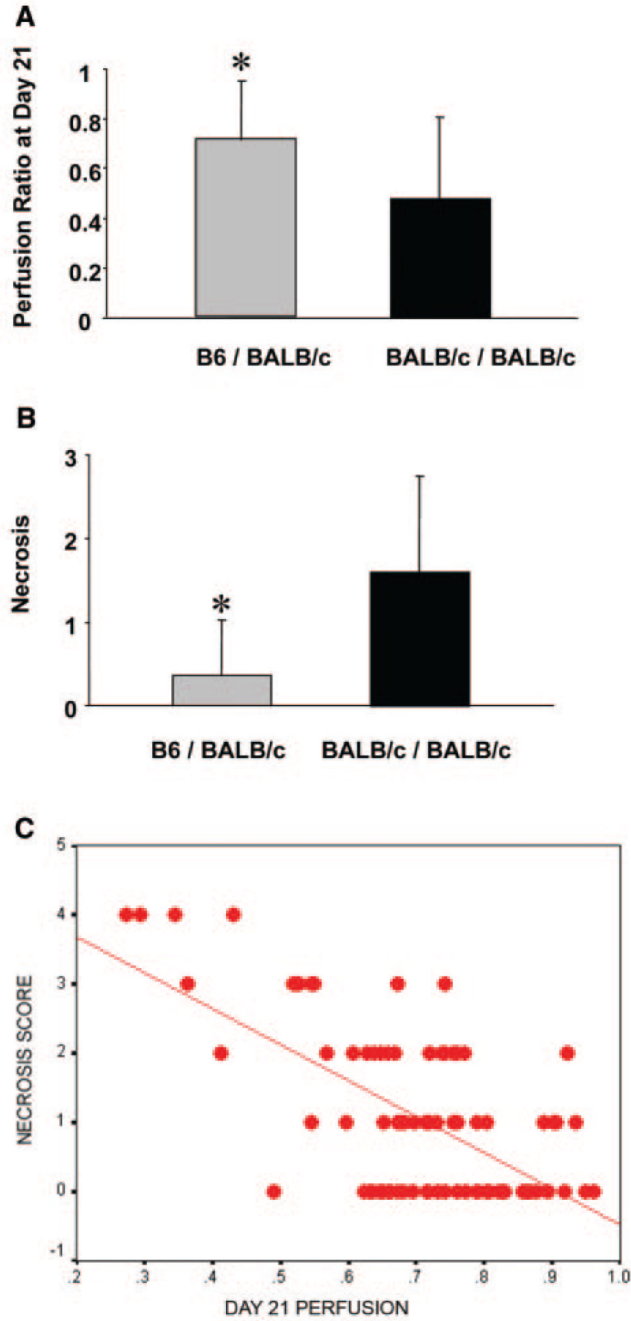 A
Perfusion Ratio at Day 21
*
1
0.8
0.6
0.4
0.2
0
B6 / BALB/c
BALB/c / BALB/c
B
Necrosis
3
2
1
0
*
B6 / BALB/c
BALB/c / BALB/c
C
NECROSIS SCORE
5
4
3
2
1
0
-1
.2
.3
.4
.5
.6
.7
.8
.9
1.0
DAY 21 PERFUSION